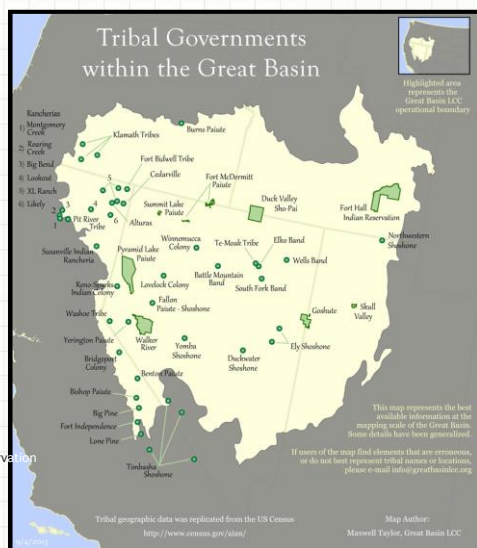 Tribal Governments
within the Great Basin
Highlighted area
represents the
Great Basin LCC
operational boundary
Rancherias
1) Montgomery
Creek
2) Roaring
Creek
3) Big Bend
4) Lookout
5) XL Ranch
6) Likely
Klamath Tribes
Burns Paiute
Fort Bidwell Tribe
Cedarville
5
Fort McDermitt
Paiute
Summit Lake
Paiute
Duck Valley
Sho-Pai
Fort Hall
Indian Reservation
2
3
4
6
1
Pit River
Tribe
Alturas
Northwestern
Shoshone
Susanville Indian
Rancheria
Pyramid Lake
Paiute
Winnemucca
Colony
Te-Moak Tribe
Elko Band
Wells Band
Battle Mountain
Band
South Fork Band
Reno-Sparks
Indian Colony
Lovelock Colony
Fallon
Paiute - Shoshone
Goshute
Skull
Valley
Washoe Tribe
Yerington Paiute
Walker
River
Yomba
Shoshone
Duckwater
Shoshone
Ely Shoshone
Bridgeport
Colony
Benton Paiute
Bishop Paiute
Big Pine
Fort Independence
Lone Pine
vation
Timbisha
Shoshone
This map represents the best
available information at the
mapping scale of the Great Basin.
Some details have been generalized.
If users of the map find elements that are erroneous,
or do not best represent tribal names or locations,
please e-mail info@greatbasinlcc.org
Tribal geographic data was replicated from the US Census
http://www.census.gov/aian/
Map Author:
Maxwell Taylor, Great Basin LCC
9/4/2015